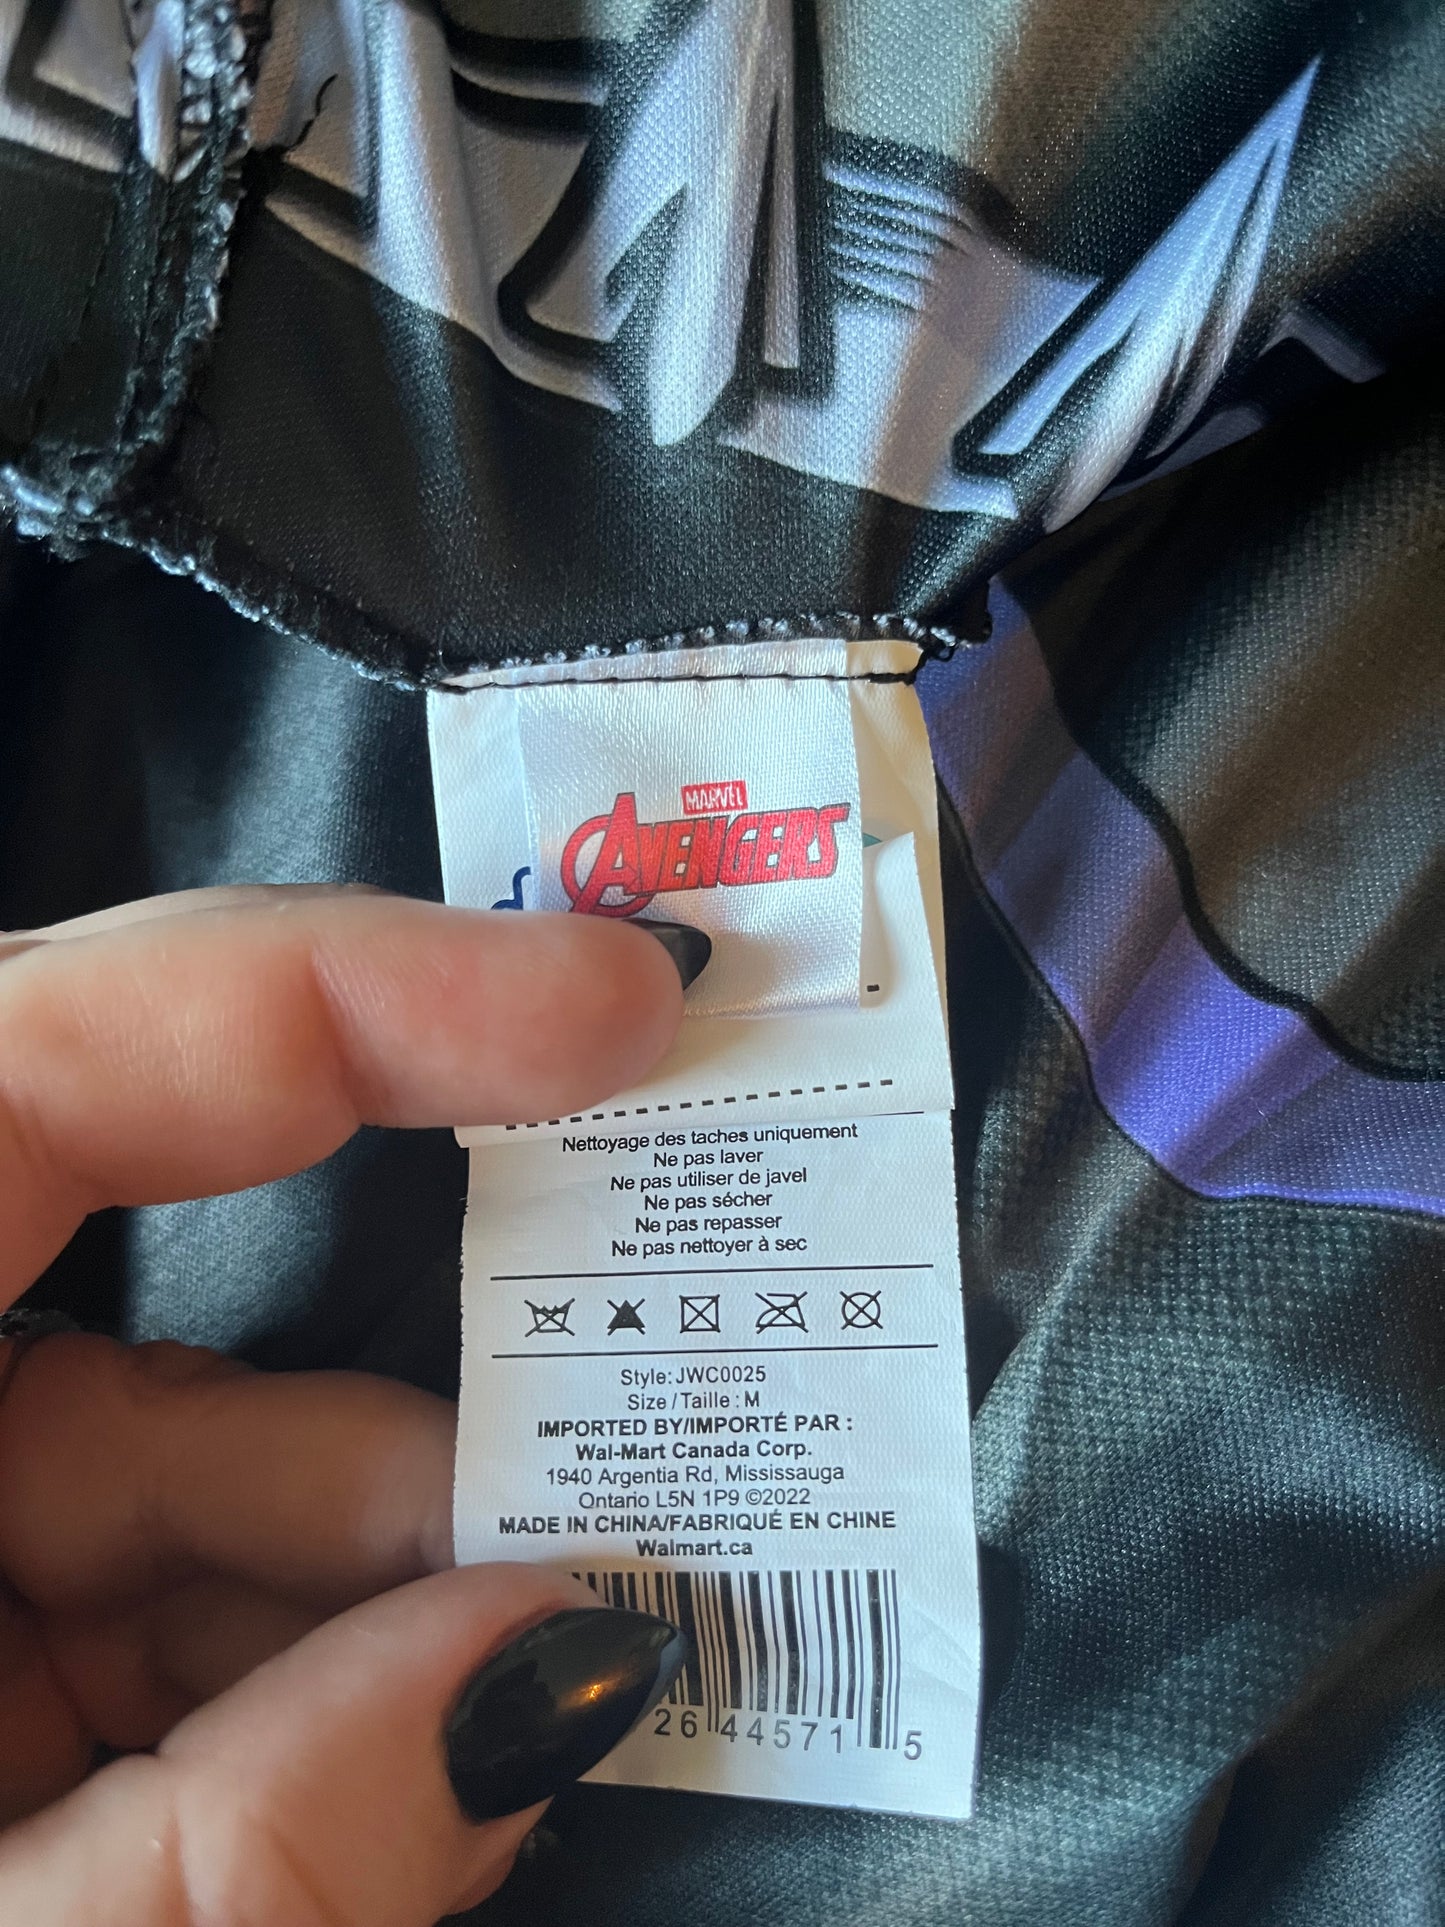 MARVEL
AVENGERS
Nettoyage des taches uniquement
Ne pas laver
Ne pas utiliser de javel
Ne pas sécher
Ne pas repasser
Ne pas nettoyer à sec
Style: JWC0025
Size / Taille : M
IMPORTED BY/IMPORTÉ PAR :
Wal-Mart Canada Corp.
1940 Argentia Rd, Mississauga
Ontario L5N 1P9 ©2022
MADE IN CHINA/FABRIQUÉ EN CHINE
Walmart.ca
26 44571 5